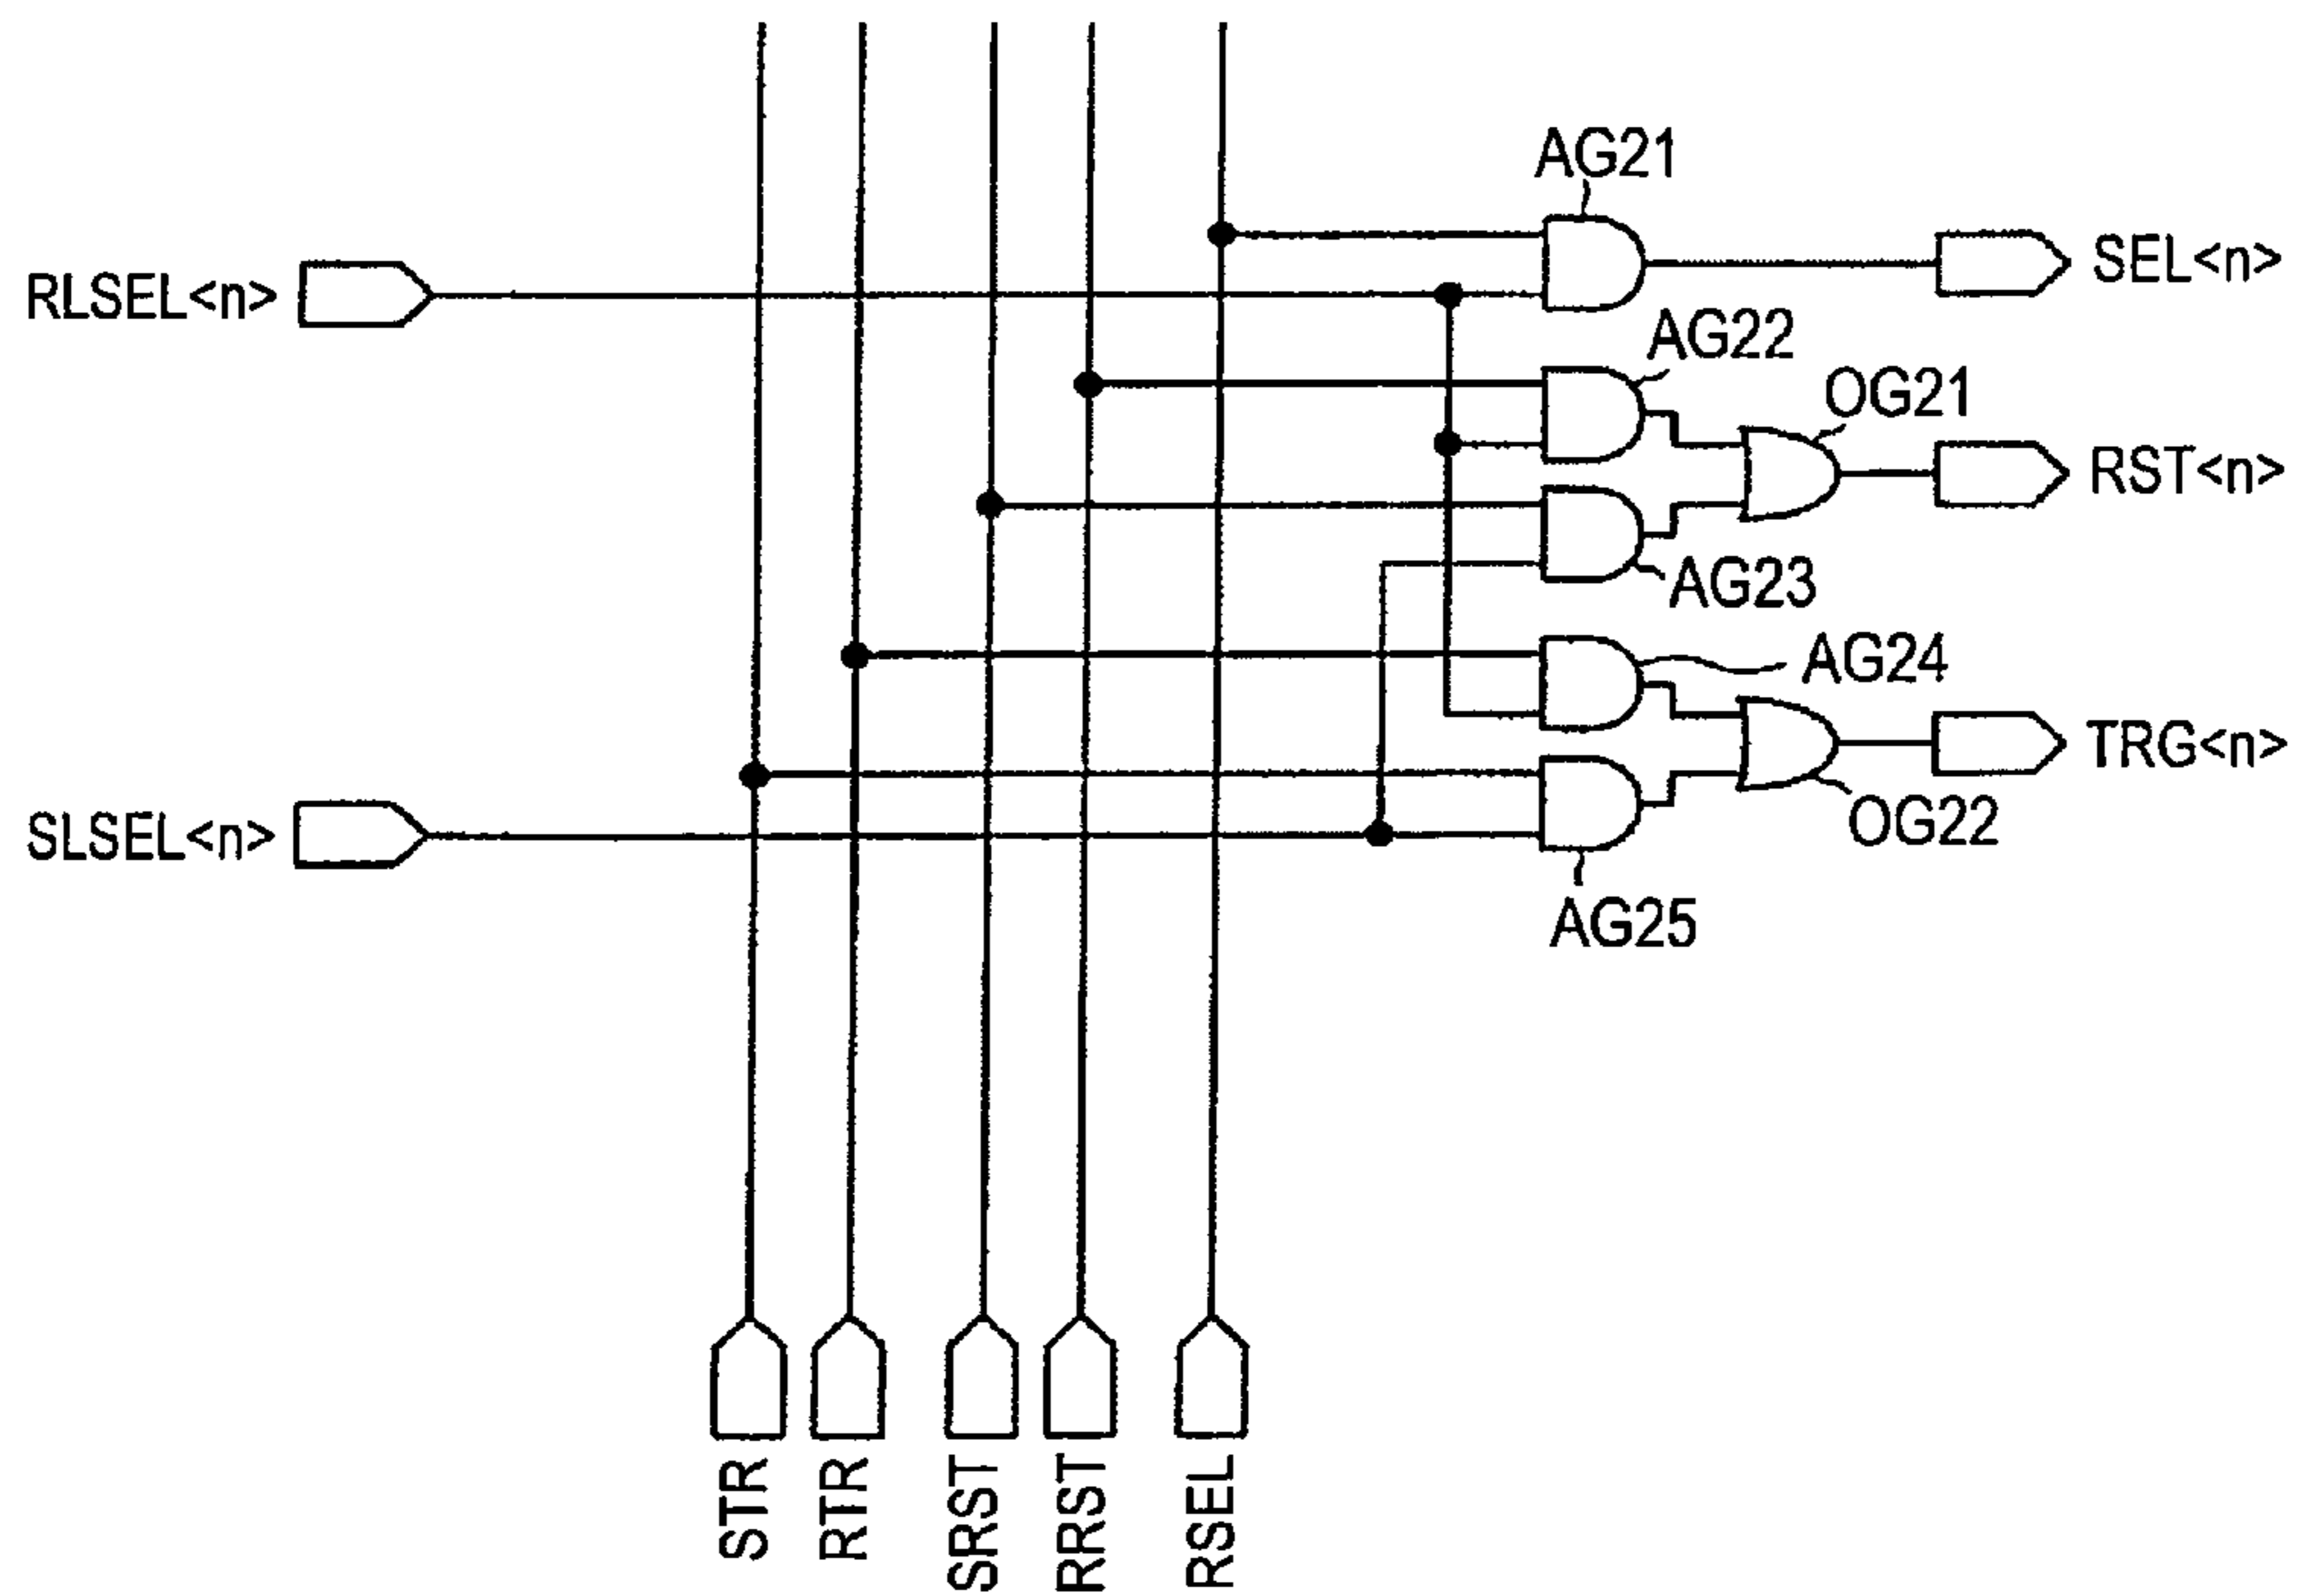 AG21
SEL<n>
RLSEL<n>
AG22
OG21
RST<n>
AG23
AG24
TRG<n>
SLSEL<n>
OG22
AG25
STR
RTR
SRST
RRST
RSEL